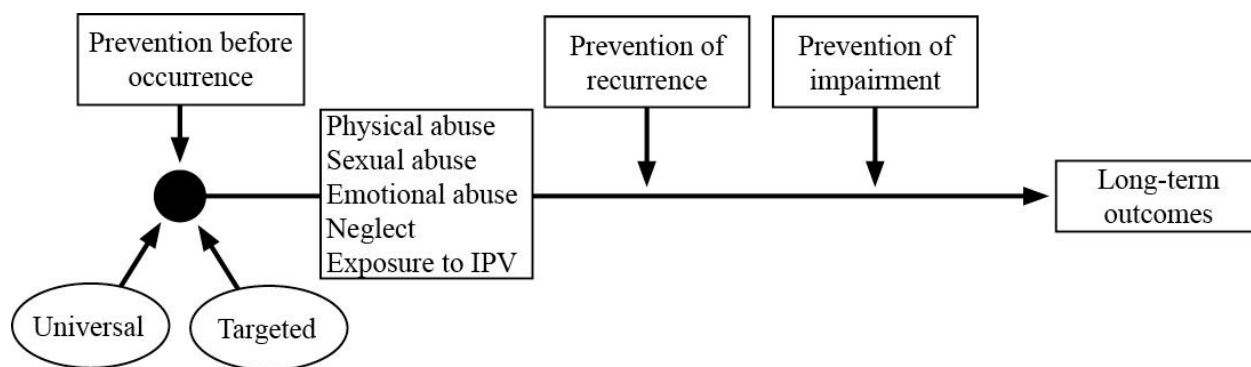 Prevention before
occurrence
Prevention of
recurrence
Prevention of
impairment
Physical abuse
Sexual abuse
Emotional abuse
Neglect
Exposure to IPV
Long-term
outcomes
Universal
Targeted